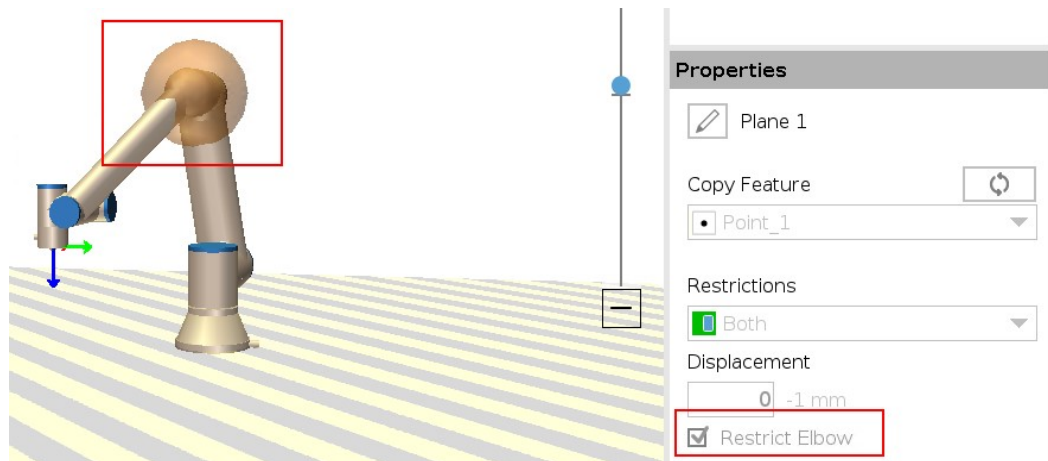 Properties
Plane 1
Copy Feature
Point_1
Restrictions
Both
Displacement
0 -1 mm
Restrict Elbow